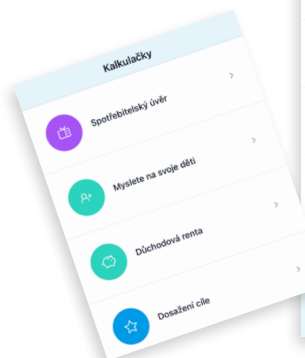 Kalkulačky
Spotřebitelský úvěr
Myslete na svoje děti
Důchodová renta
Dosažení cíle